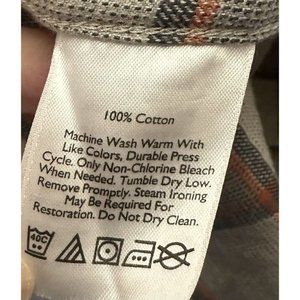 100% Cotton
Machine Wash Warm With
Like Colors, Durable Press
Cycle. Only Non-Chlorine Bleach
When Needed. Tumble Dry Low.
Remove Promptly. Steam Ironing
May Be Required For
Restoration. Do Not Dry Clean.
40C